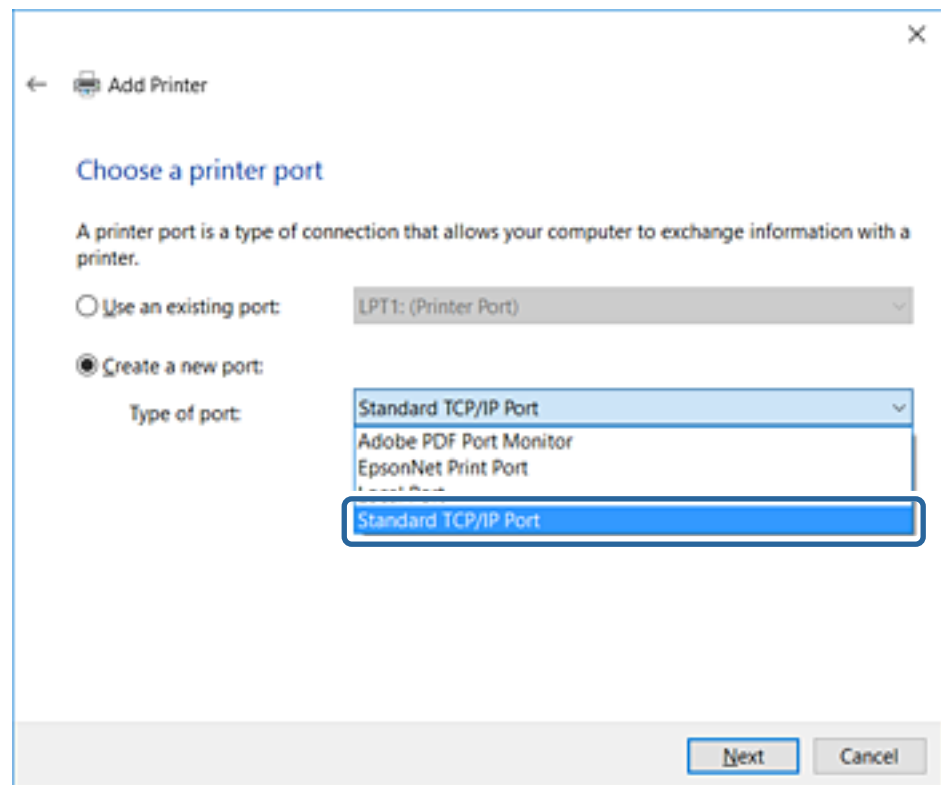 Add Printer
Choose a printer port
A printer port is a type of connection that allows your computer to exchange information with a
printer.
Use an existing port:
LPT1: (Printer Port)
Create a new port:
Type of port:
Standard TCP/IP Port
Adobe PDF Port Monitor
EpsonNet Print Port
Local Port
Standard TCP/IP Port
Next
Cancel